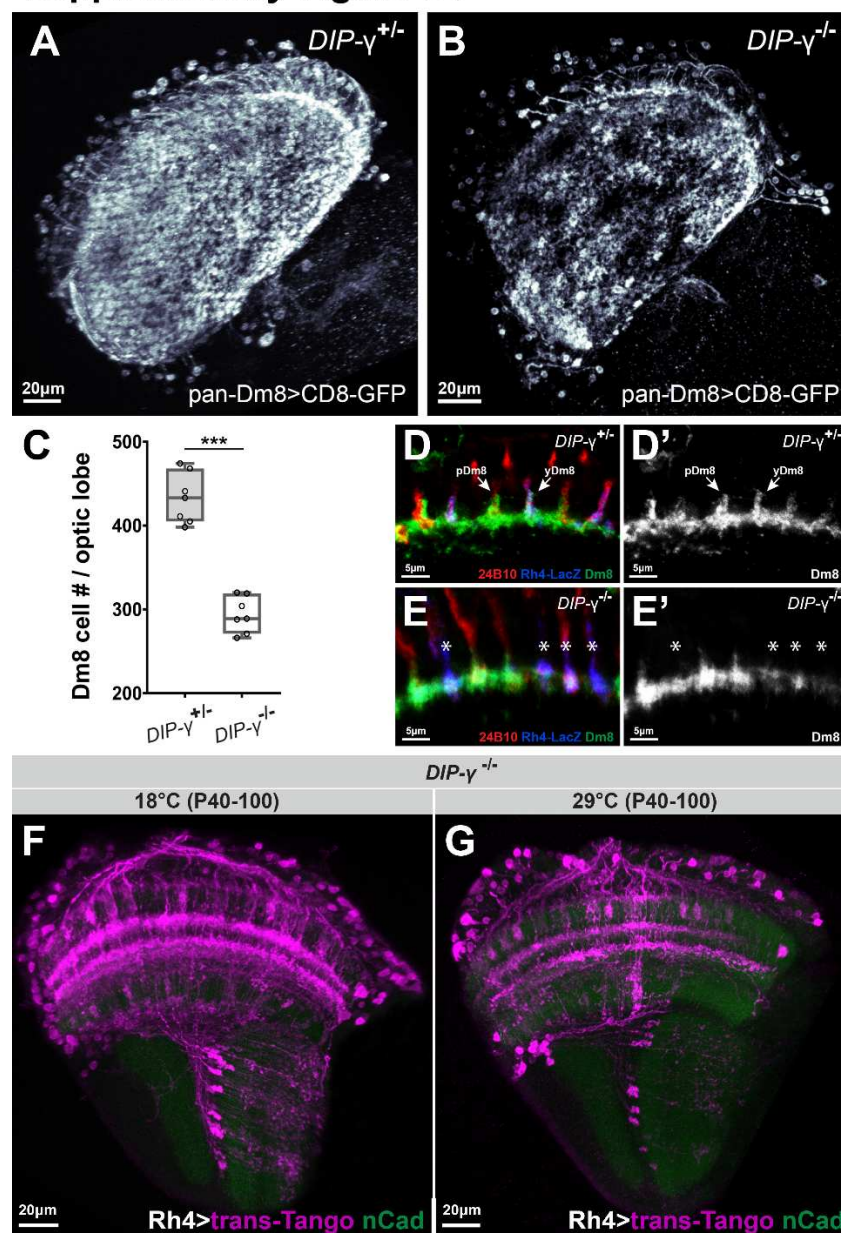 A
DIP-γ+/-
20μm
pan-Dm8>CD8-GFP
B
DIP-γ-/-
20μm
pan-Dm8>CD8-GFP
C
Dm8 cell # / optic lobe
500
400
300
200
***
DIP-γ+/-
DIP-γ-/-
D
DIP-γ+/-
pDm8
yDm8
5μm
24B10 Rh4-LacZ Dm8
D'
DIP-γ+/-
pDm8
yDm8
5μm
Dm8
E
DIP-γ-/-
* * * *
5μm
24B10 Rh4-LacZ Dm8
E'
DIP-γ-/-
* * * *
5μm
Dm8
DIP-γ -/-
18°C (P40-100)
29°C (P40-100)
F
20μm
Rh4>trans-Tango nCad
G
20μm
Rh4>trans-Tango nCad